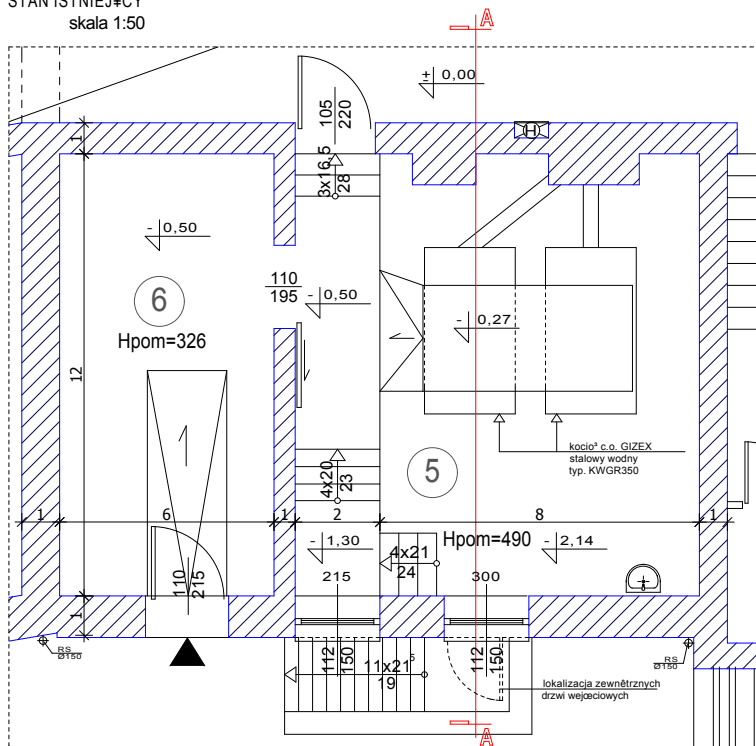 STAN ISTNIEJ¥CY
skala 1:50
A
± 0,00
105
220
H
1
3x16,5
28
- 0,50
110
195
- 0,50
6
Hpom=326
- 0,27
12
kocio³ c.o. GIZEX
stalowy wodny
typ. KWGR350
4x20
23
5
1
6
1
2
8
1
- 1,30
4x21
24
Hpom=490
- 2,14
110
215
215
300
1
RS
Ø150
112
150
11x21⁵
19
112
150
RS
Ø150
lokalizacja zewnêtrznych
drzwi wejœciowych
A